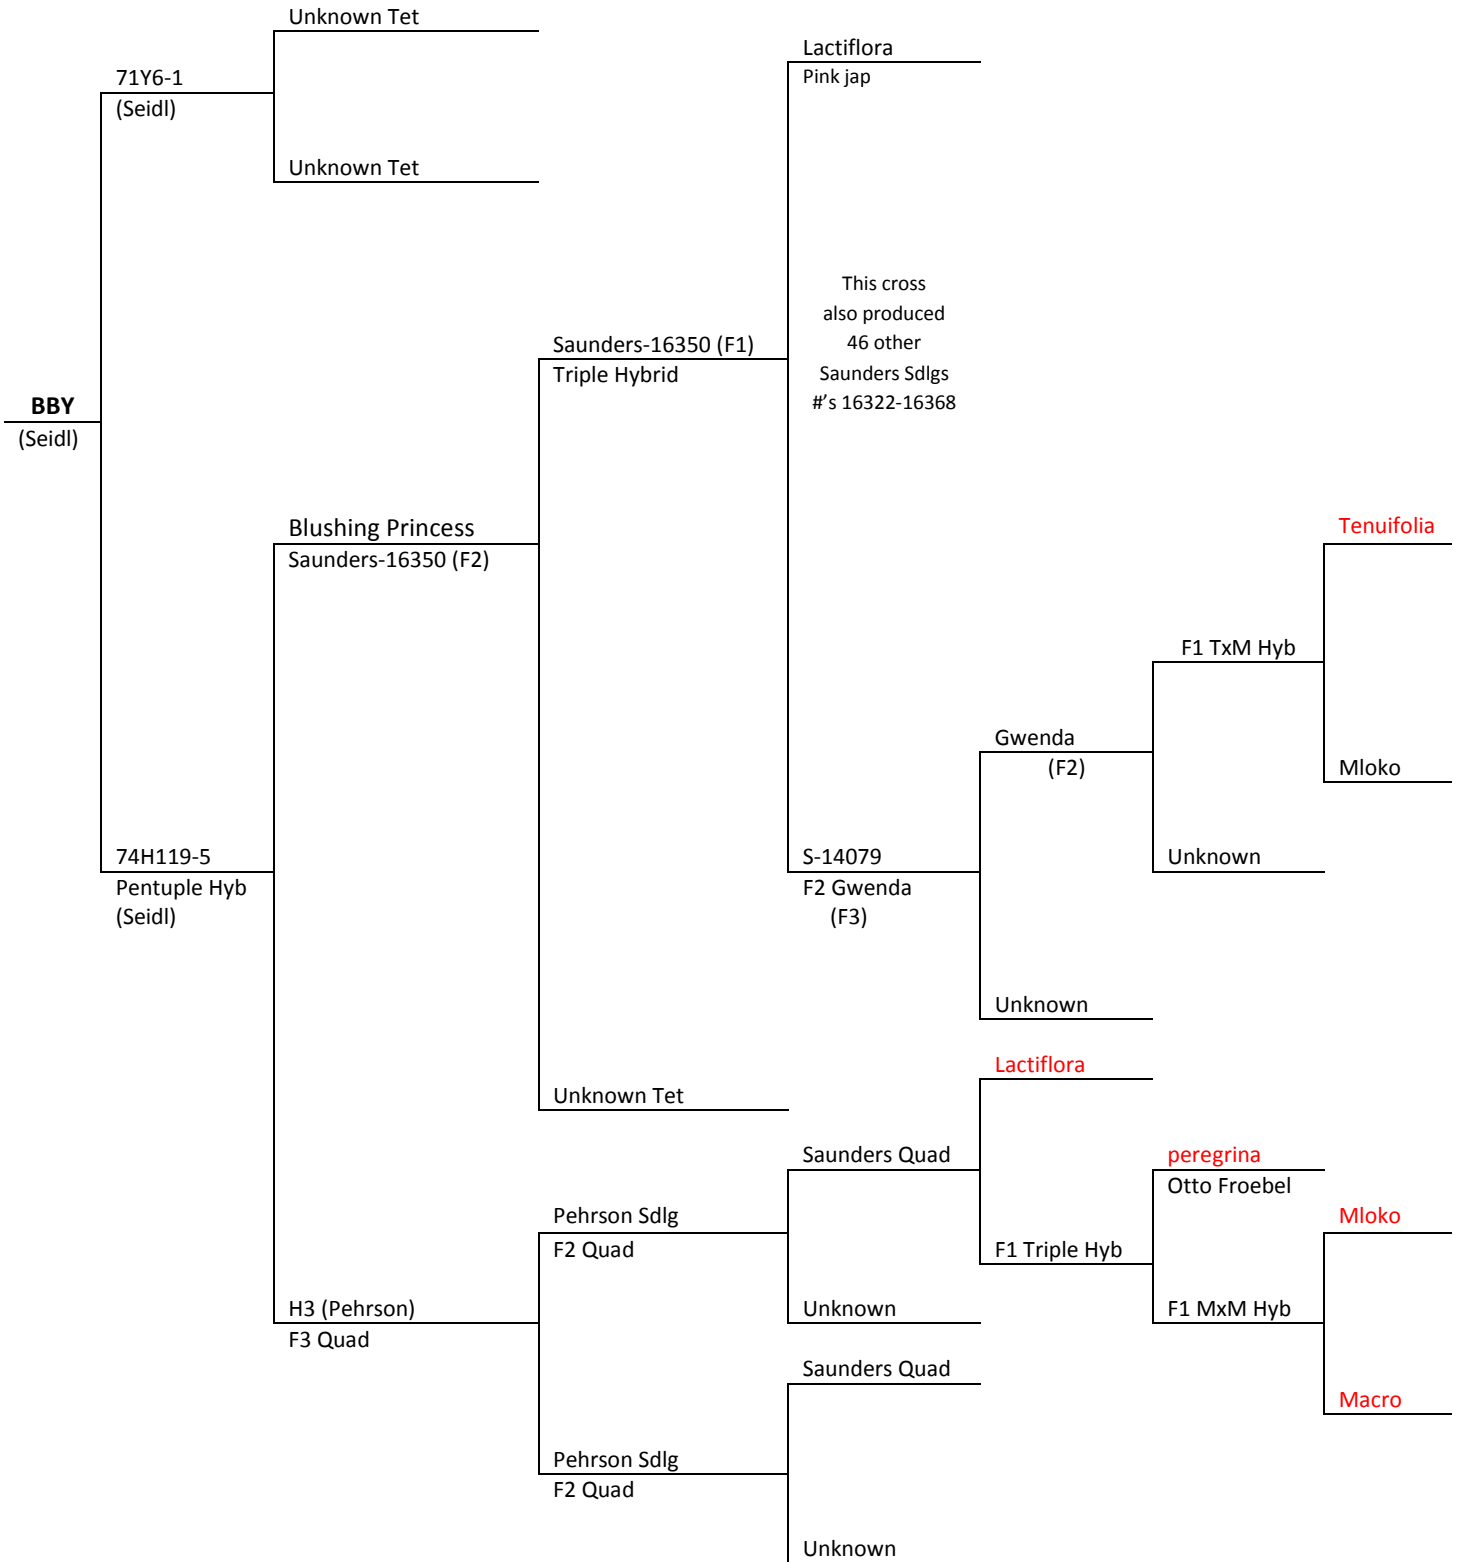 Unknown Tet
Lactiflora
Pink jap
71Y6-1
(Seidl)
Unknown Tet
This cross
also produced
46 other
Saunders Sdlgs
#’s 16322-16368
Saunders-16350 (F1)
Triple Hybrid
BBY
(Seidl)
Blushing Princess
Saunders-16350 (F2)
Tenuifolia
F1 TxM Hyb
Gwenda
(F2)
Mloko
74H119-5
Pentuple Hyb
(Seidl)
S-14079
F2 Gwenda
(F3)
Unknown
Unknown
Lactiflora
Unknown Tet
Saunders Quad
peregrina
Otto Froebel
Pehrson Sdlg
F2 Quad
Mloko
F1 Triple Hyb
H3 (Pehrson)
F3 Quad
Unknown
F1 MxM Hyb
Saunders Quad
Macro
Pehrson Sdlg
F2 Quad
Unknown